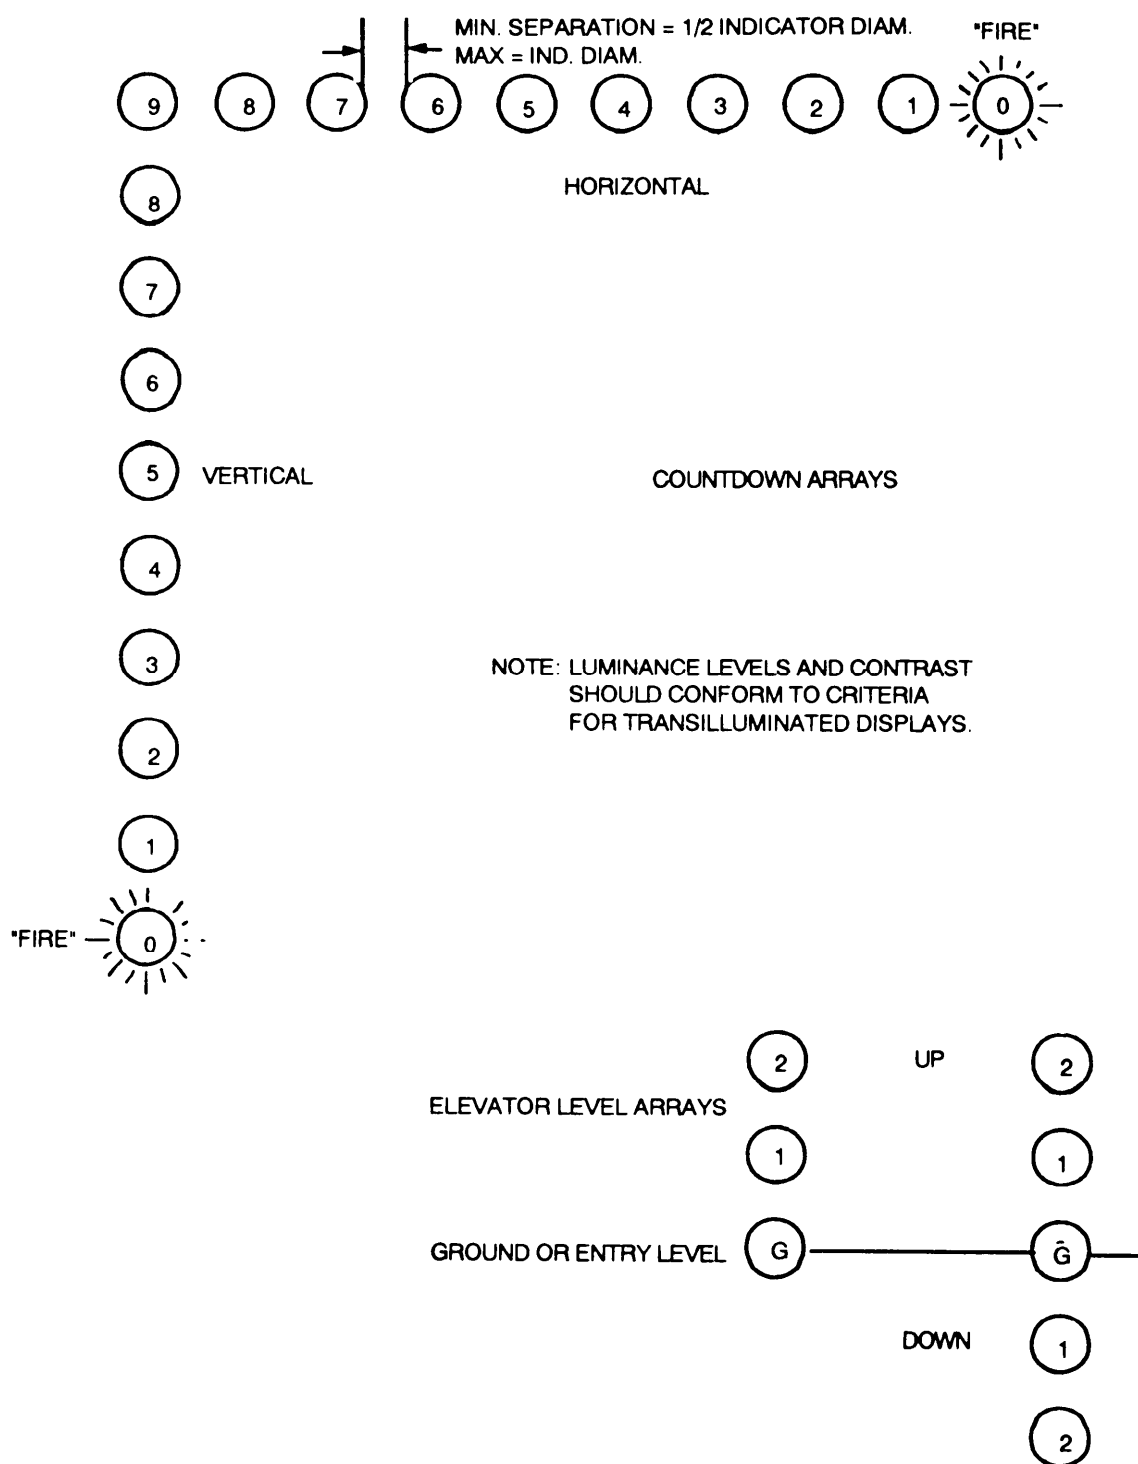 MIN. SEPARATION = 1/2 INDICATOR DIAM.
MAX = IND. DIAM.
"FIRE"
9 8 7 6 5 4 3 2 1 0
HORIZONTAL
8
7
6
5 VERTICAL
COUNTDOWN ARRAYS
4
3
2
1
"FIRE" 0
NOTE: LUMINANCE LEVELS AND CONTRAST
SHOULD CONFORM TO CRITERIA
FOR TRANSILLUMINATED DISPLAYS.
2 UP 2
ELEVATOR LEVEL ARRAYS
1 1
GROUND OR ENTRY LEVEL G G
DOWN 1
2